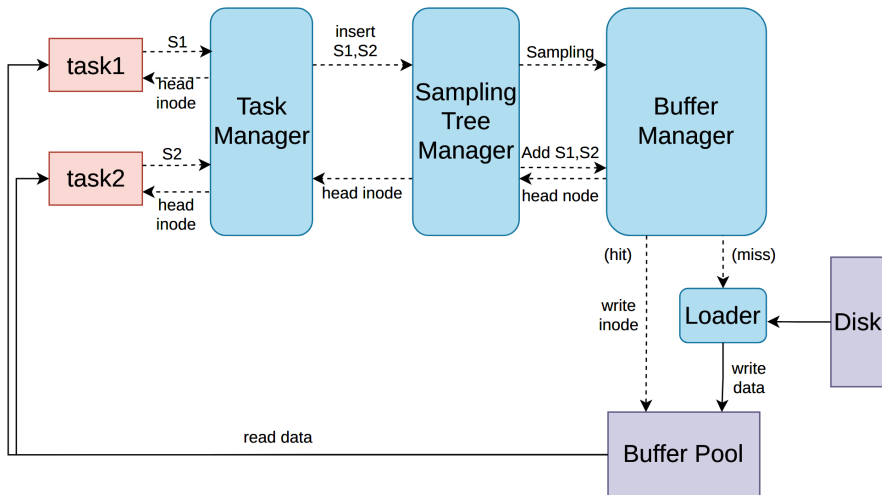 task1
S1
head
inode
Task
Manager
insert
S1,S2
Sampling
Tree
Manager
Sampling
Buffer
Manager
task2
S2
head
inode
head inode
Add S1,S2
head node
(hit)
(miss)
write
inode
Loader
Disk
write
data
read data
Buffer Pool